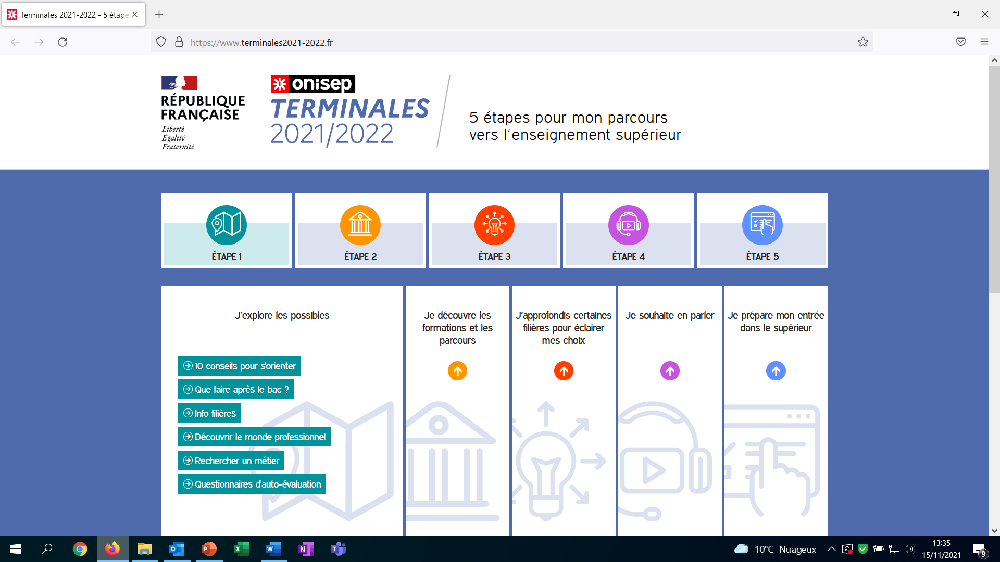 Terminales 2021-2022 - 5 étape
https://www.terminales2021-2022.fr
RÉPUBLIQUE
FRANÇAISE
Liberté
Égalité
Fraternité
onisep
TERMINALES
2021/2022
5 étapes pour mon parcours
vers l'enseignement supérieur
ÉTAPE 1
ÉTAPE 2
ÉTAPE 3
ÉTAPE 4
ÉTAPE 5
J'explore les possibles
10 conseils pour s'orienter
Que faire après le bac ?
Info filières
Découvrir le monde professionnel
Rechercher un métier
Questionnaires d'auto-évaluation
Je découvre les
formations et les
parcours
J'approfondis certaines
filières pour éclairer
mes choix
Je souhaite en parler
Je prépare mon entrée
dans le supérieur
10°C Nuageux
13:35
15/11/2021
9